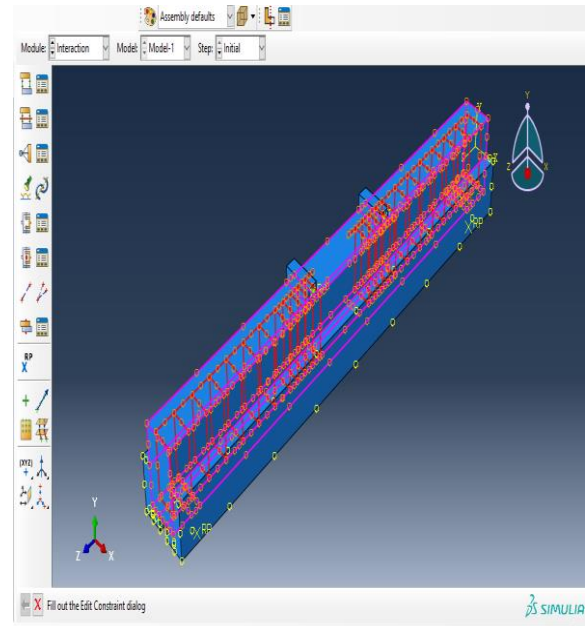 Assembly defaults
Module: Interaction Model: Model-1 Step: Initial
Y
Z X
Y
Z
RP
RP
X
RP
(XYZ)
Y
Z X
X RP
Fill out the Edit Constraint dialog
SIMULIA